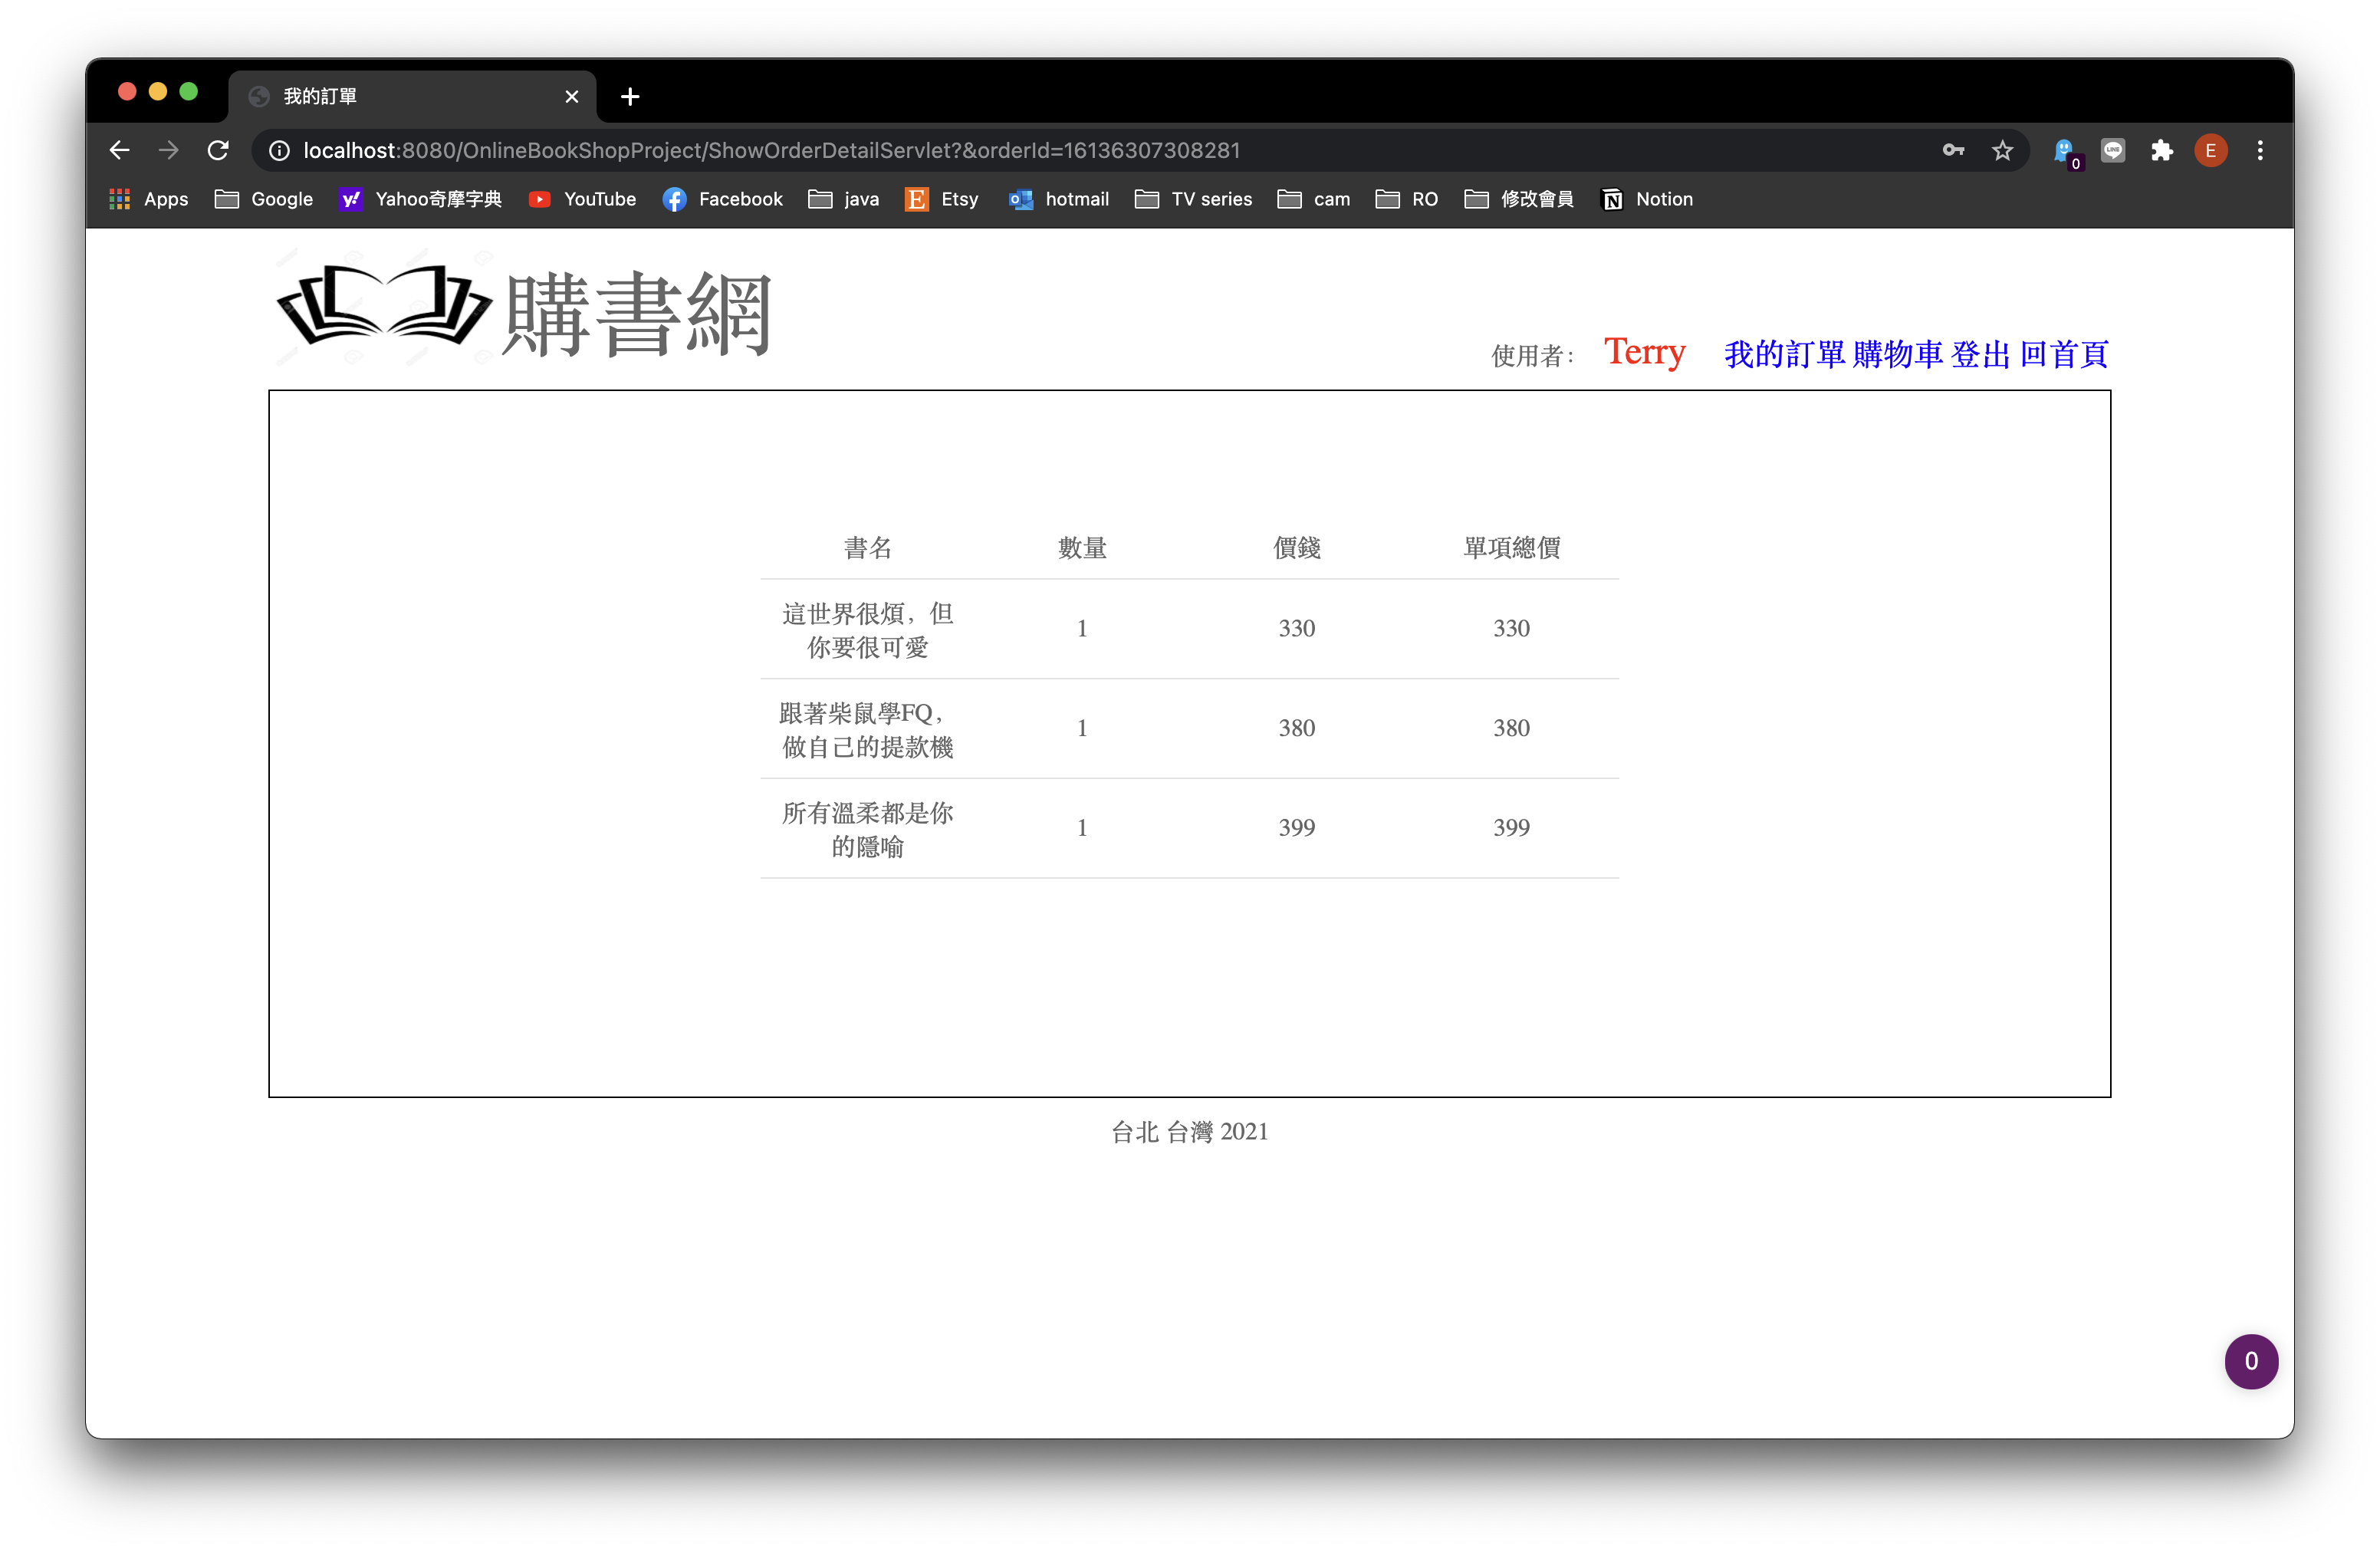 我的訂單
localhost:8080/OnlineBookShopProject/ShowOrderDetailServlet?&orderId=16136307308281
0
LINE
E
Apps Google Yahoo奇摩字典 YouTube Facebook java Etsy hotmail TV series cam RO 修改會員 Notion
購書網
使用者： Terry 我的訂單 購物車 登出 回首頁
書名 數量 價錢 單項總價
這世界很煩，但
你要很可愛 1 330 330
跟著柴鼠學FQ，
做自己的提款機 1 380 380
所有溫柔都是你
的隱喻 1 399 399
台北 台灣 2021
0